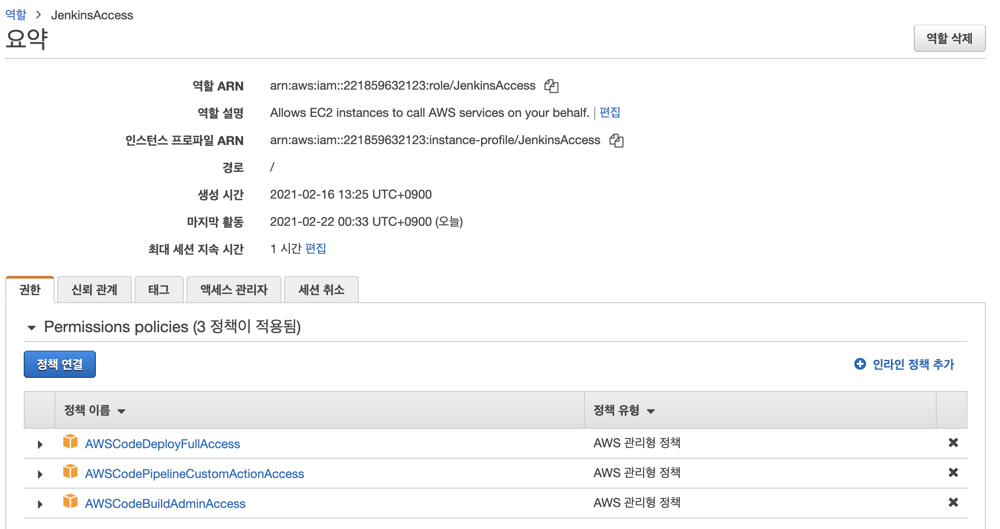 역할 > JenkinsAccess
요약
역할 삭제
역할 ARN arn:aws:iam::221859632123:role/JenkinsAccess
역할 설명 Allows EC2 instances to call AWS services on your behalf. | 편집
인스턴스 프로파일 ARN arn:aws:iam::221859632123:instance-profile/JenkinsAccess
경로 /
생성 시간 2021-02-16 13:25 UTC+0900
마지막 활동 2021-02-22 00:33 UTC+0900 (오늘)
최대 세션 지속 시간 1 시간 편집
권한 신뢰 관계 태그 액세스 관리자 세션 취소
Permissions policies (3 정책이 적용됨)
정책 연결 인라인 정책 추가
정책 이름 정책 유형
AWSCodeDeployFullAccess AWS 관리형 정책
AWSCodePipelineCustomActionAccess AWS 관리형 정책
AWSCodeBuildAdminAccess AWS 관리형 정책